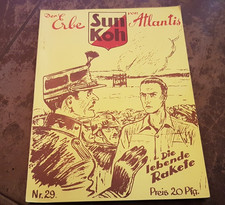 Der Erbe von Atlantis
Sun
Koh
Die
lebende
Rakete
Nr. 29.
Preis 20 Pfg.